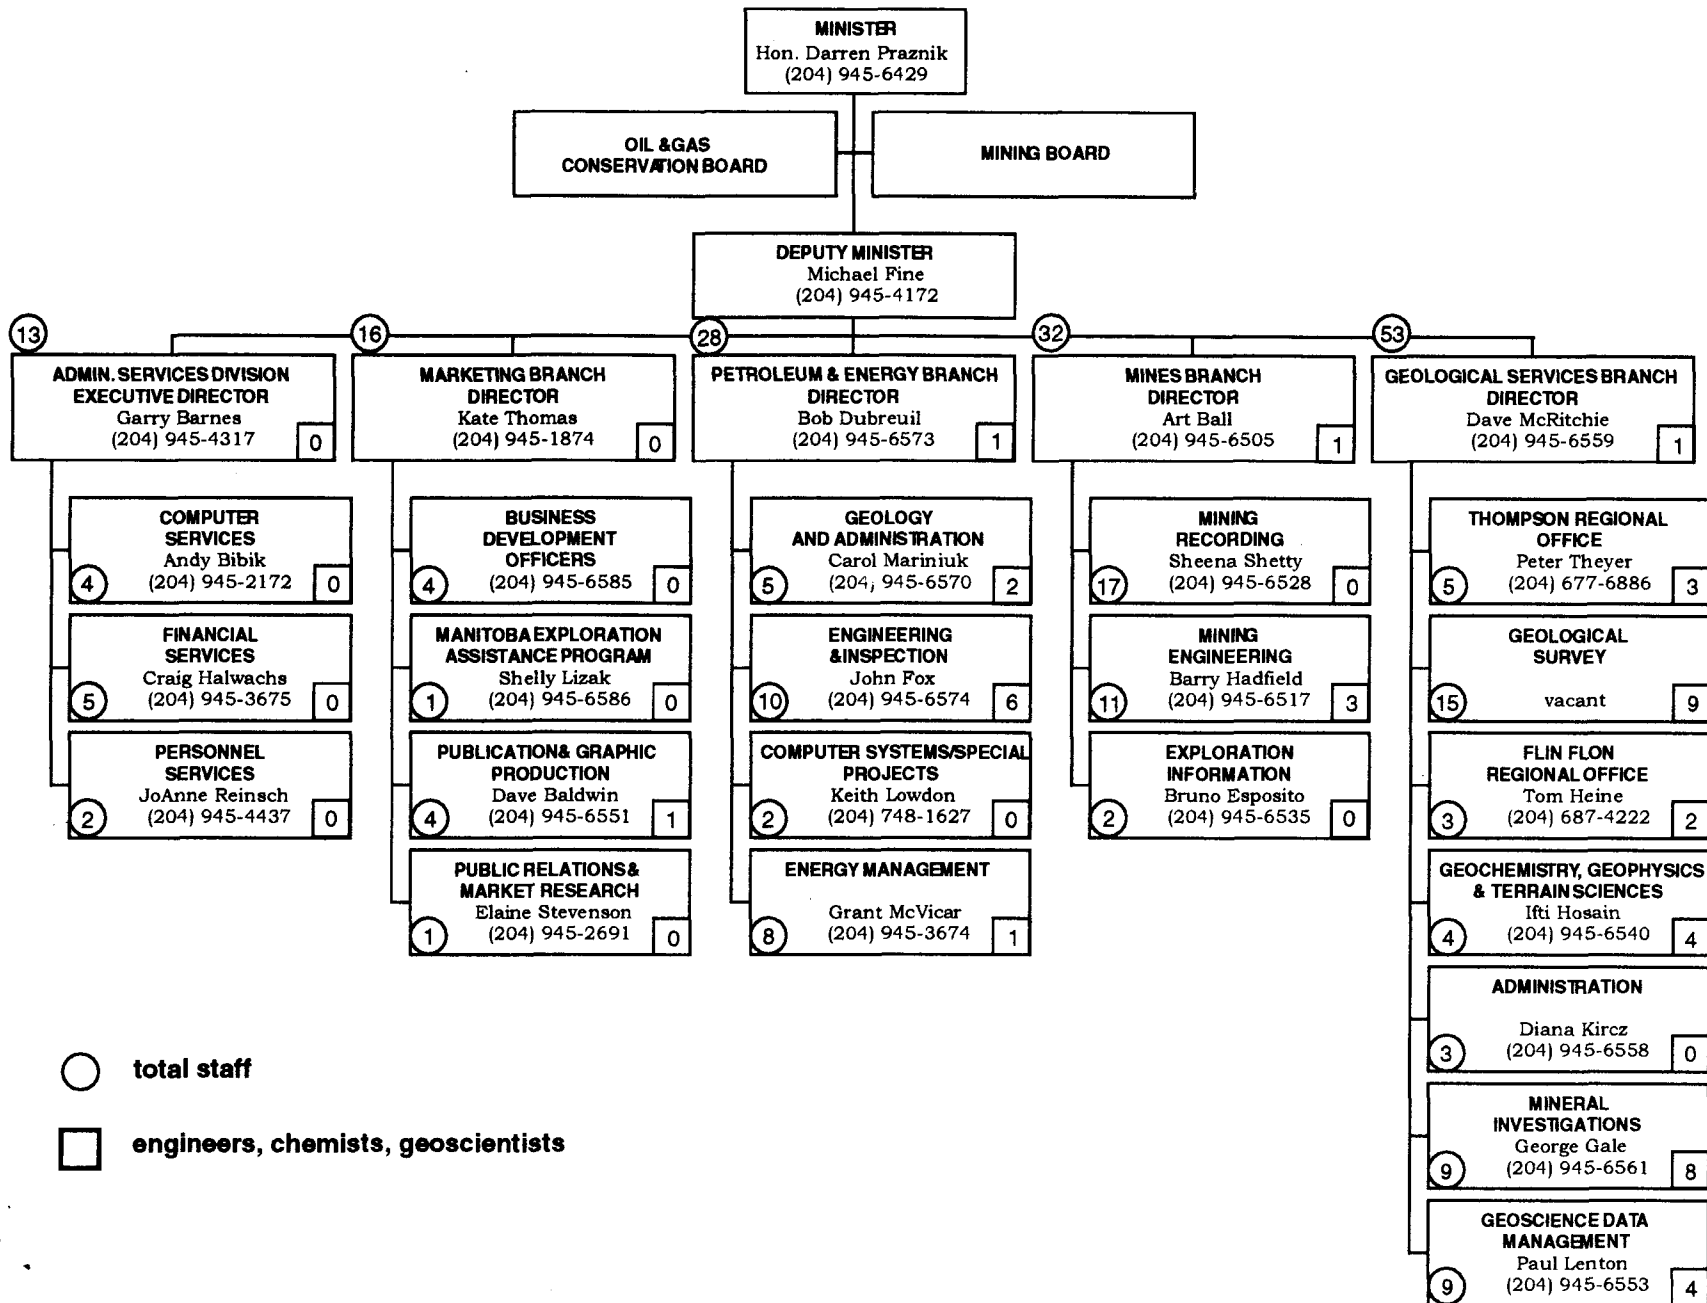 MINISTER
Hon. Darren Praznik
(204) 945-6429
OIL &GAS
CONSERVATION BOARD
MINING BOARD
DEPUTY MINISTER
Michael Fine
(204) 945-4172
13
ADMIN. SERVICES DIVISION
EXECUTIVE DIRECTOR
Garry Barnes
(204) 945-4317
0
COMPUTER
SERVICES
Andy Bibik
(204) 945-2172
4
0
FINANCIAL
SERVICES
Craig Halwachs
(204) 945-3675
5
0
PERSONNEL
SERVICES
JoAnne Reinsch
(204) 945-4437
2
0
16
MARKETING BRANCH
DIRECTOR
Kate Thomas
(204) 945-1874
0
BUSINESS
DEVELOPMENT
OFFICERS
(204) 945-6585
4
0
MANITOBA EXPLORATION
ASSISTANCE PROGRAM
Shelly Lizak
(204) 945-6586
1
0
PUBLICATION & GRAPHIC
PRODUCTION
Dave Baldwin
(204) 945-6551
4
1
PUBLIC RELATIONS &
MARKET RESEARCH
Elaine Stevenson
(204) 945-2691
1
0
28
PETROLEUM & ENERGY BRANCH
DIRECTOR
Bob Dubreuil
(204) 945-6573
1
GEOLOGY
AND ADMINISTRATION
Carol Mariniuk
(204, 945-6570
5
2
ENGINEERING
&INSPECTION
John Fox
(204) 945-6574
10
6
COMPUTER SYSTEMS/SPECIAL
PROJECTS
Keith Lowdon
(204) 748-1627
2
0
ENERGY MANAGEMENT
Grant McVicar
(204) 945-3674
8
1
32
MINES BRANCH
DIRECTOR
Art Ball
(204) 945-6505
1
MINING
RECORDING
Sheena Shetty
(204) 945-6528
17
0
MINING
ENGINEERING
Barry Hadfield
(204) 945-6517
11
3
EXPLORATION
INFORMATION
Bruno Esposito
(204) 945-6535
2
0
53
GEOLOGICAL SERVICES BRANCH
DIRECTOR
Dave McRitchie
(204) 945-6559
1
THOMPSON REGIONAL
OFFICE
Peter Theyer
(204) 677-6886
5
3
GEOLOGICAL
SURVEY
vacant
15
9
FLIN FLON
REGIONAL OFFICE
Tom Heine
(204) 687-4222
3
2
GEOCHEMISTRY, GEOPHYSICS
& TERRAIN SCIENCES
Ifti Hosain
(204) 945-6540
4
4
ADMINISTRATION
Diana Kircz
(204) 945-6558
3
0
MINERAL
INVESTIGATIONS
George Gale
(204) 945-6561
9
8
GEOSCIENCE DATA
MANAGEMENT
Paul Lenton
(204) 945-6553
9
4
total staff
engineers, chemists, geoscientists